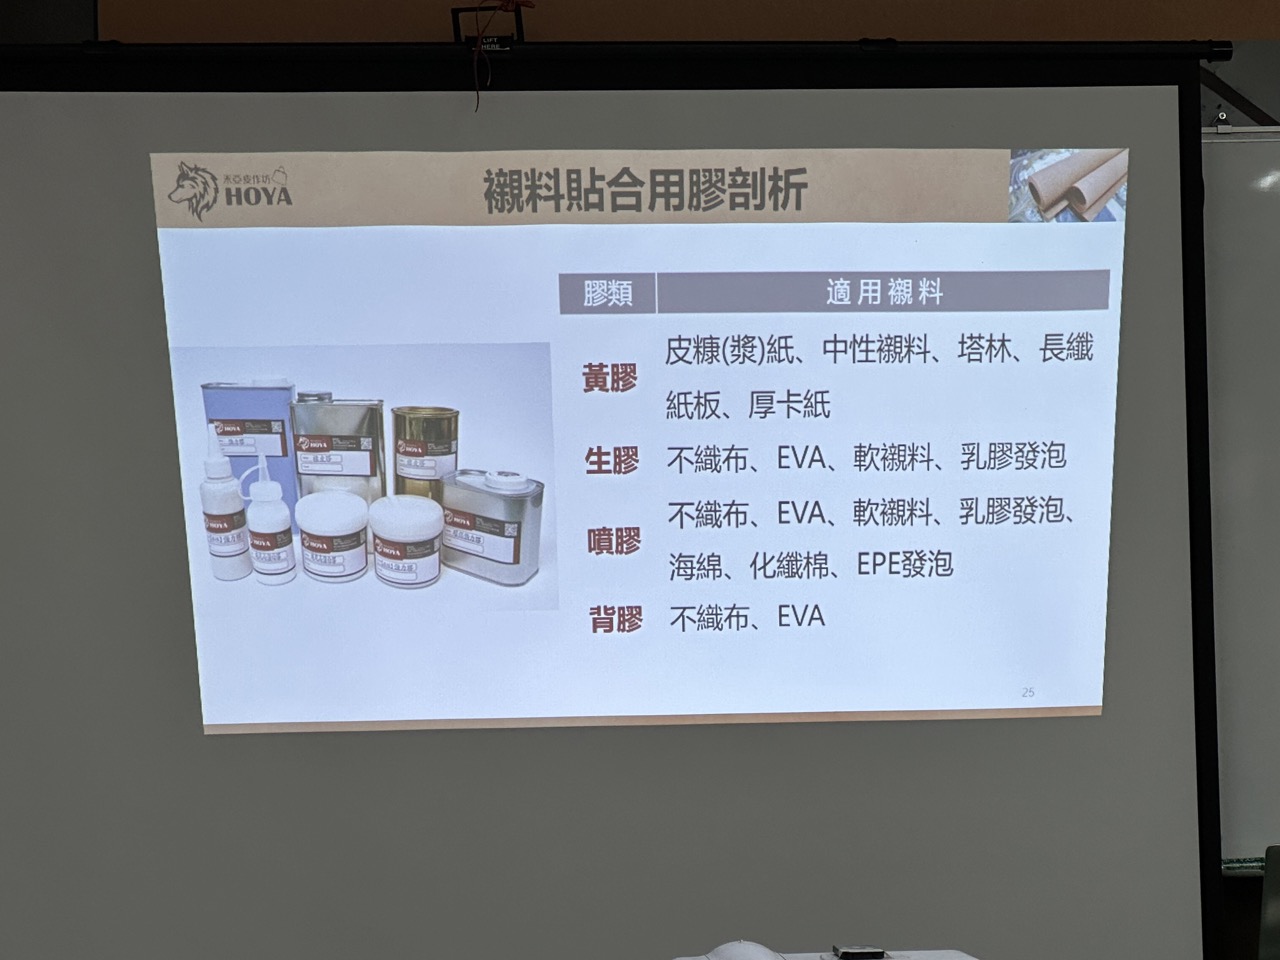 LIFT
HERE
禾亞皮作坊
HOYA
襯料貼合用膠剖析
膠類 適用襯料
黃膠 皮糠(漿)紙、中性襯料、塔林、長纖
紙板、厚卡紙
生膠 不織布、EVA、軟襯料、乳膠發泡
噴膠 不織布、EVA、軟襯料、乳膠發泡、
海綿、化纖棉、EPE發泡
背膠 不織布、EVA
HOYA
HOYA
HOYA
HOYA
HOYA
25